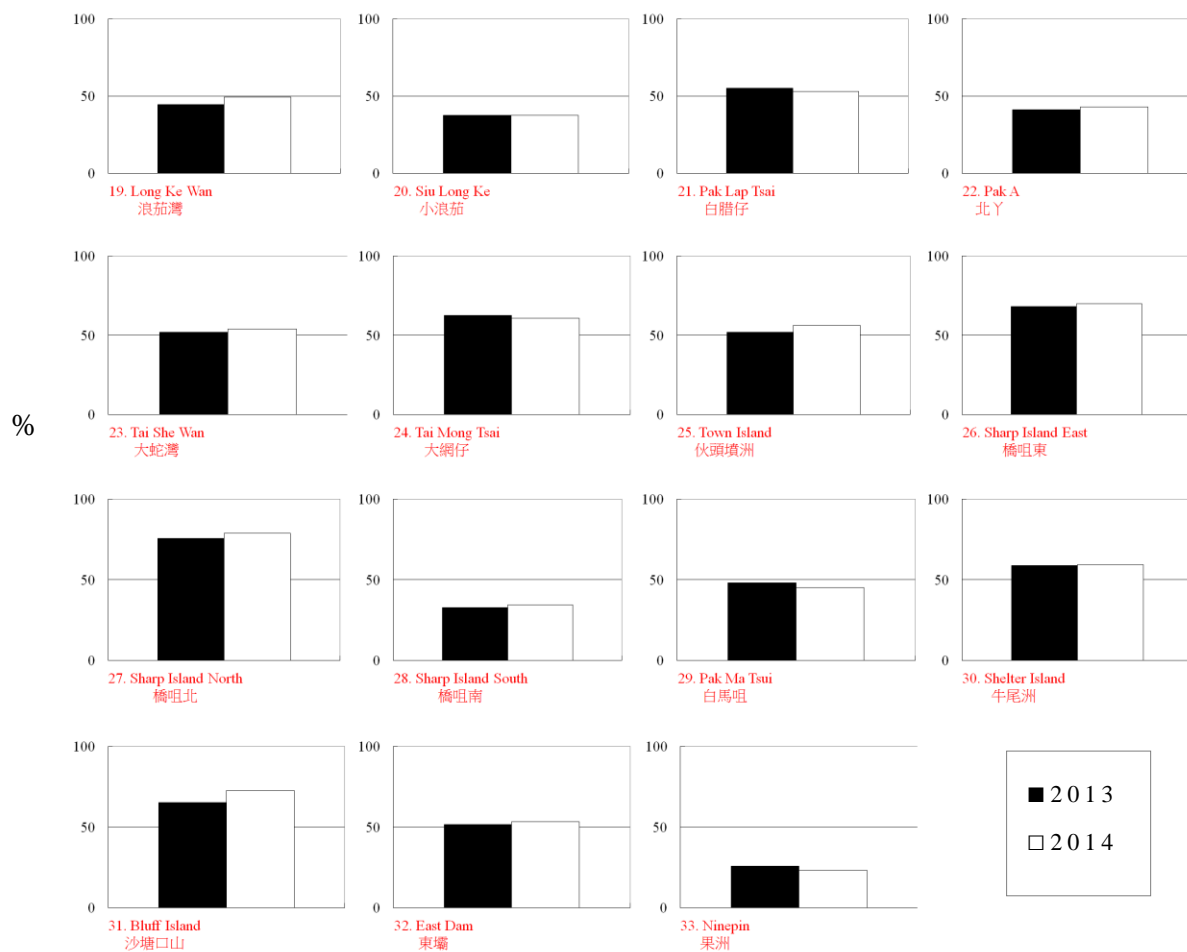 100
50
0
19. Long Ke Wan
浪茄灣
100
50
0
20. Siu Long Ke
小浪茄
100
50
0
21. Pak Lap Tsai
白腊仔
100
50
0
22. Pak A
北丫
%
100
50
0
23. Tai She Wan
大蛇灣
100
50
0
24. Tai Mong Tsai
大網仔
100
50
0
25. Town Island
伙頭墳洲
100
50
0
26. Sharp Island East
橋咀東
100
50
0
27. Sharp Island North
橋咀北
100
50
0
28. Sharp Island South
橋咀南
100
50
0
29. Pak Ma Tsui
白馬咀
100
50
0
30. Shelter Island
牛尾洲
100
50
0
31. Bluff Island
沙塘口山
100
50
0
32. East Dam
東壩
100
50
0
33. Ninepin
果洲
2013
2014